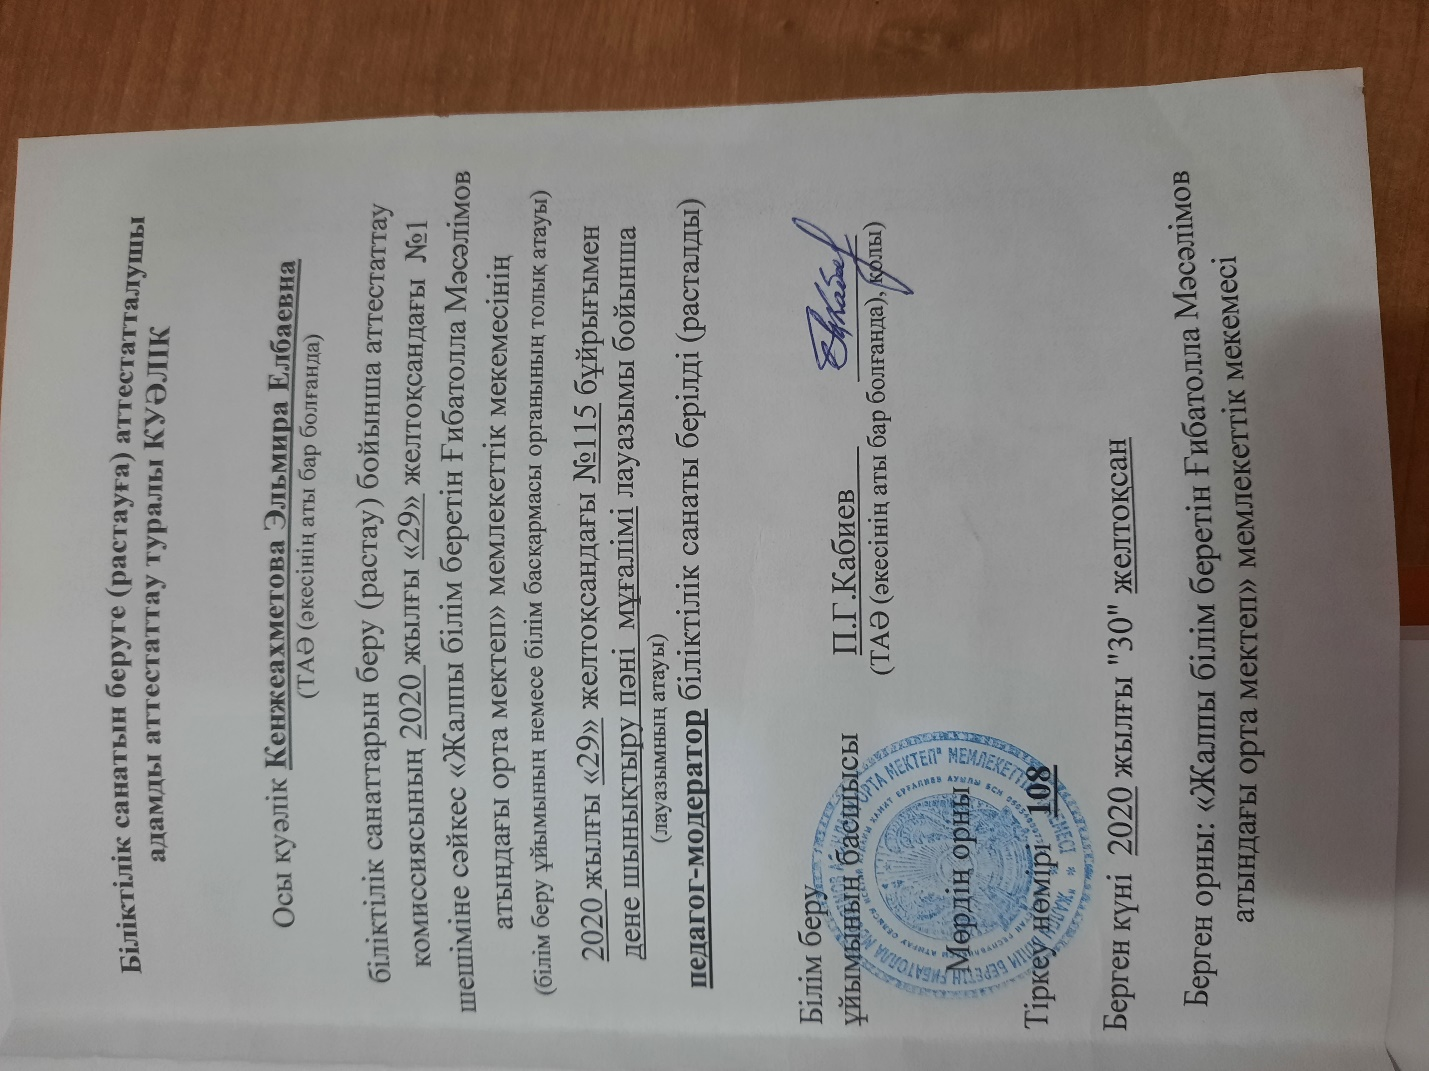 Біліктілік санатын беруге (растауға) аттестатталушы
адамды аттестаттау туралы КУӘЛІК
Осы куәлік Кенжеахметова Эльмира Елбаевна
(ТАӘ (әкесінің аты бар болғанда)
біліктілік санаттарын беру (растау) бойынша аттестаттау
комиссиясының 2020 жылғы «29» желтоқсандағы №1
шешіміне сәйкес «Жалпы білім беретін Ғибатолла Мәсәлімов
атындағы орта мектеп» мемлекеттік мекемесінің
(білім беру ұйымының немесе білім басқармасы органының толық атауы)
2020 жылғы «29» желтоқсандағы №115 бұйрығымен
дене шынықтыру пәні мұғалімі лауазымы бойынша
(лауазымның атауы)
педагог-модератор біліктілік санаты берілді (расталды)
Білім беру
ұйымының басшысы П.Г.Кабиев
(ТАӘ (әкесінің аты бар болғанда), қолы)
Мөрдің орны
Тіркеу нөмірі 108
Берген күні 2020 жылғы "30" желтоқсан
Берген орны: «Жалпы білім беретін Ғибатолла Мәсәлімов
атындағы орта мектеп» мемлекеттік мекемесі